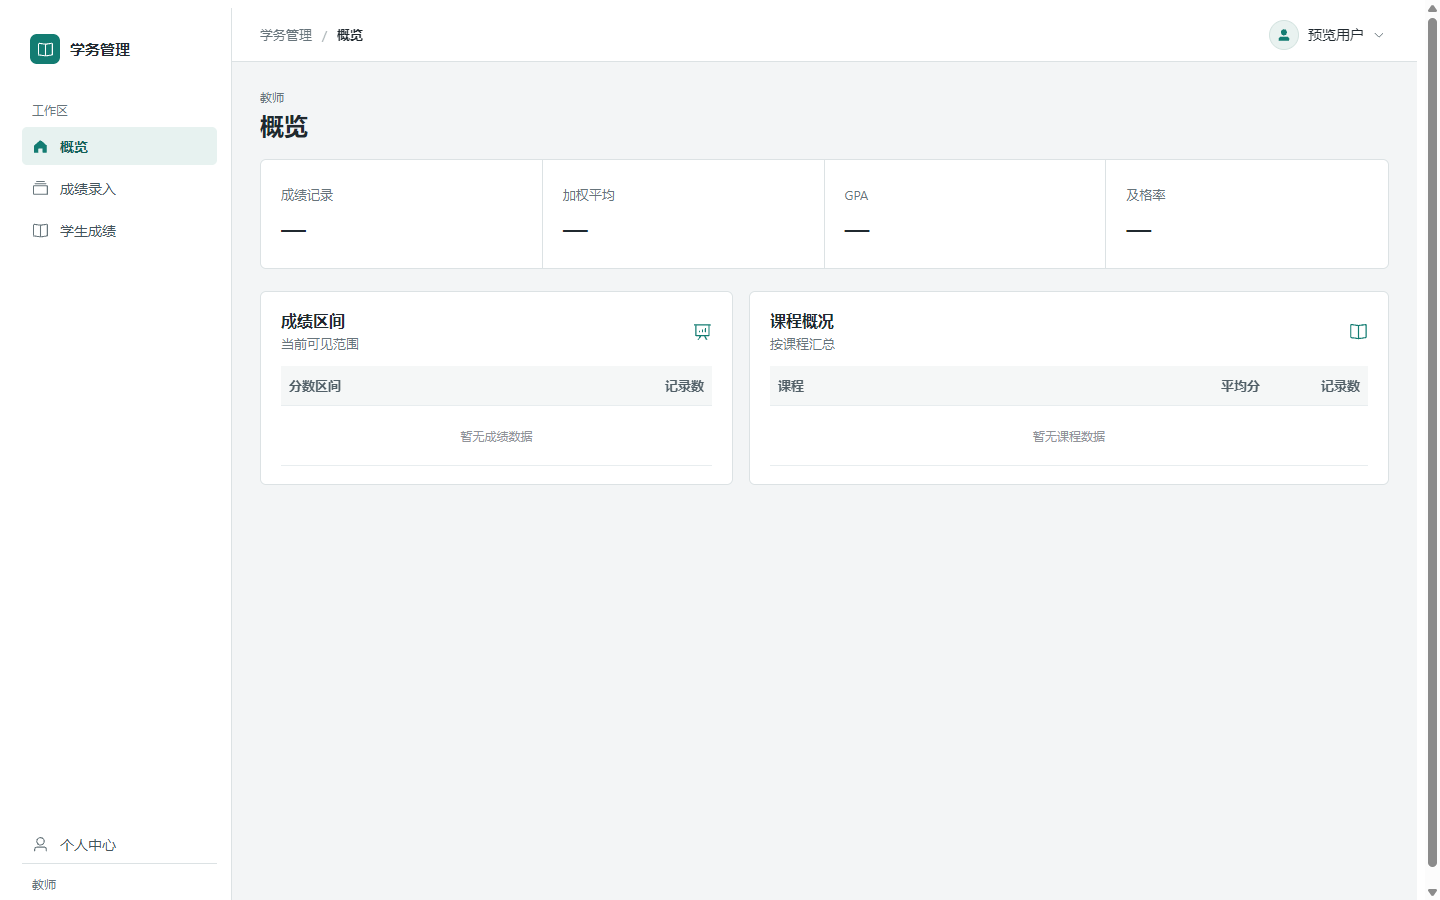 学务管理
工作区
概览
成绩录入
学生成绩
个人中心
教师
学务管理 / 概览
预览用户
教师
概览
成绩记录 加权平均 GPA 及格率
— — — —
成绩区间
当前可见范围
分数区间 记录数
暂无成绩数据
课程概况
按课程汇总
课程 平均分 记录数
暂无课程数据